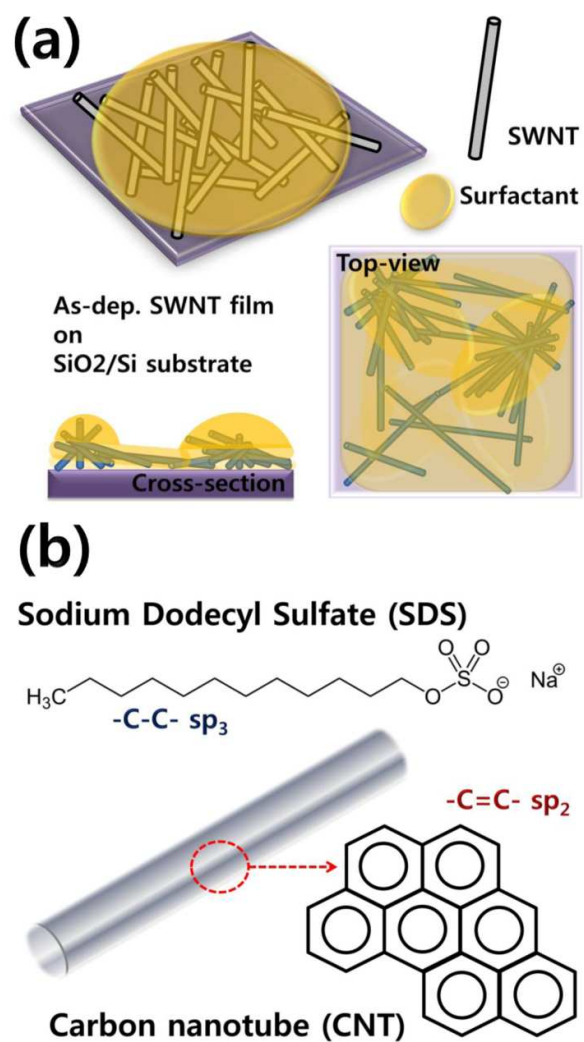 (a)
SWNT
Surfactant
Top-view
As-dep. SWNT film
on
SiO2/Si substrate
Cross-section
(b)
Sodium Dodecyl Sulfate (SDS)
O O
H₃C O S O⊖ Na⊕
-C-C- sp₃
-C=C- sp₂
Carbon nanotube (CNT)